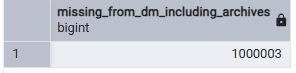 missing_from_dm_including_archives
bigint
1 1000003